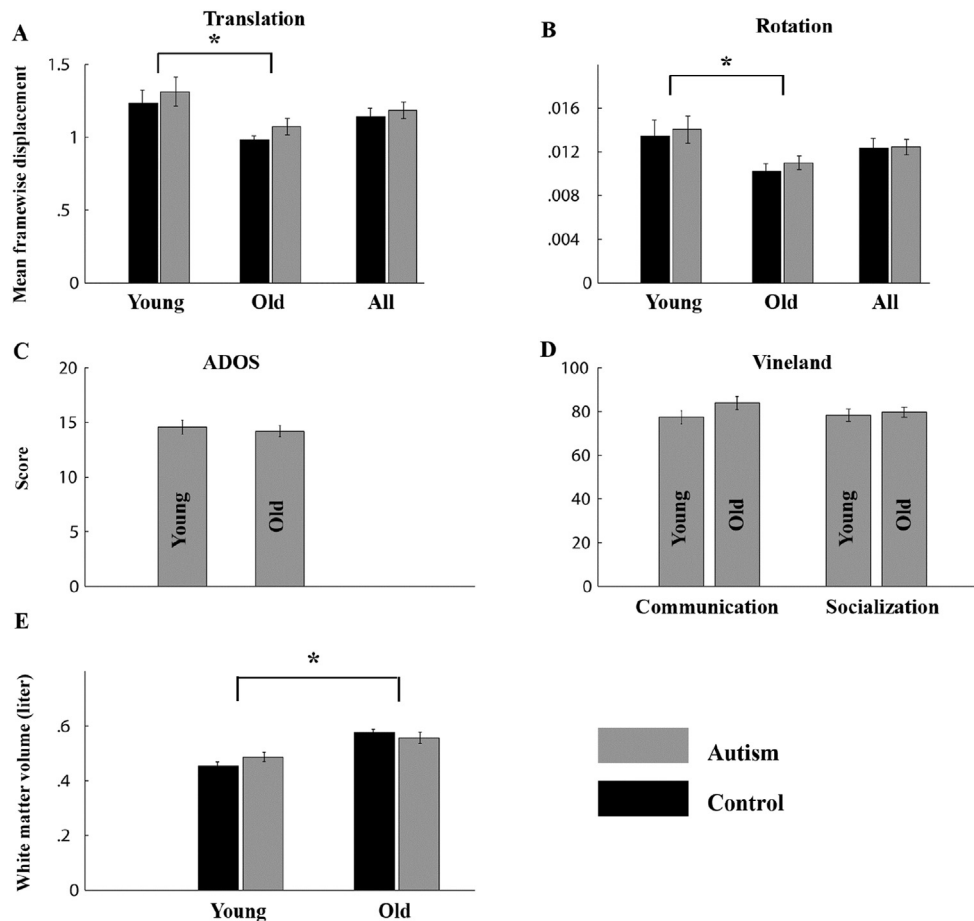 A
Translation
*
Mean framewise displacement
1.5
1
.5
0
Young
Old
All
B
Rotation
*
.016
.012
.008
.004
0
Young
Old
All
C
ADOS
Score
20
15
10
5
0
Young
Old
D
Vineland
100
80
60
40
20
0
Young
Old
Young
Old
Communication
Socialization
E
*
White matter volume (liter)
.6
.4
.2
0
Young
Old
Autism
Control